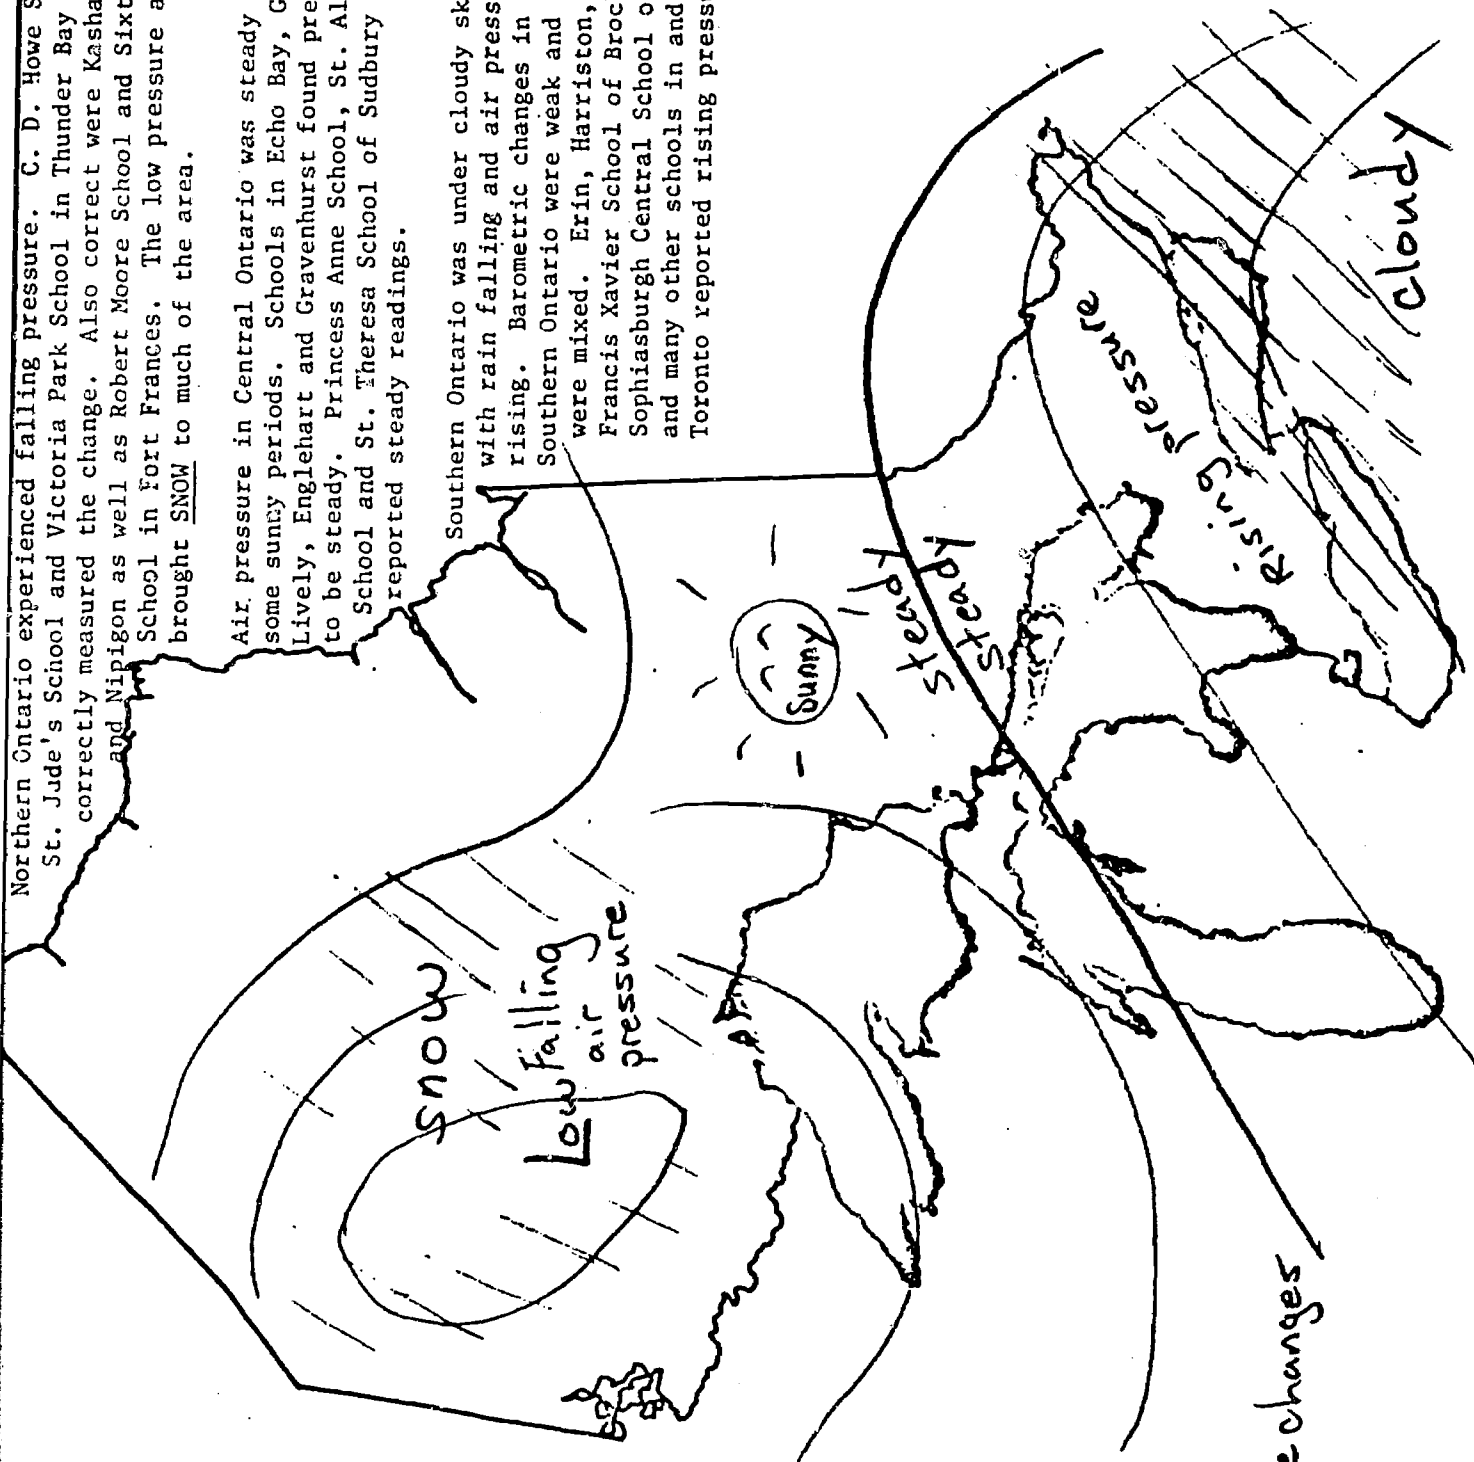 Northern Ontario experienced falling pressure. C. D. Howe S
St. Jude's School and Victoria Park School in Thunder Bay
correctly measured the change. Also correct were Kasha
and Nipigon as well as Robert Moore School and Sixt
School in Fort Frances. The low pressure a
brought SNOW to much of the area.
Air pressure in Central Ontario was steady
some sunny periods. Schools in Echo Bay, G
Lively, Englehart and Gravenhurst found pre
to be steady. Princess Anne School, St. Al
School and St. Theresa School of Sudbury
reported steady readings.
Southern Ontario was under cloudy sk
with rain falling and air press
rising. Barometric changes in
Southern Ontario were weak and
were mixed. Erin, Harriston,
Francis Xavier School of Broc
Sophiasburgh Central School o
and many other schools in and
Toronto reported rising press
snow
Low Falling
air
pressure
Sunny
steady
steady
Rising pressure
cloudy
e changes